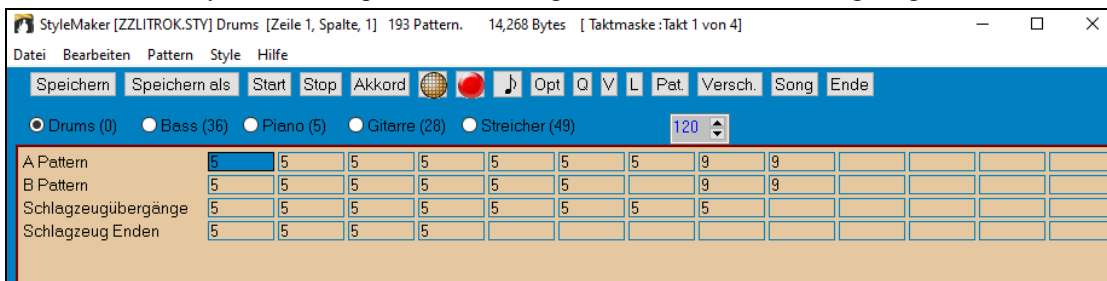 StyleMaker [ZZLITROK.STY] Drums [Zeile 1, Spalte, 1] 193 Pattern. 14,268 Bytes [ Taktmaske :Takt 1 von 4]
Datei Bearbeiten Pattern Style Hilfe
Speichern Speichern als Start Stop Akkord Opt Q V L Pat. Versch. Song Ende
Drums (0) Bass (36) Piano (5) Gitarre (28) Streicher (49) 120
A Pattern 5 5 5 5 5 5 5 9 9
B Pattern 5 5 5 5 5 5 9 9
Schlagzeugübergänge 5 5 5 5 5 5 5 5
Schlagzeug Enden 5 5 5 5